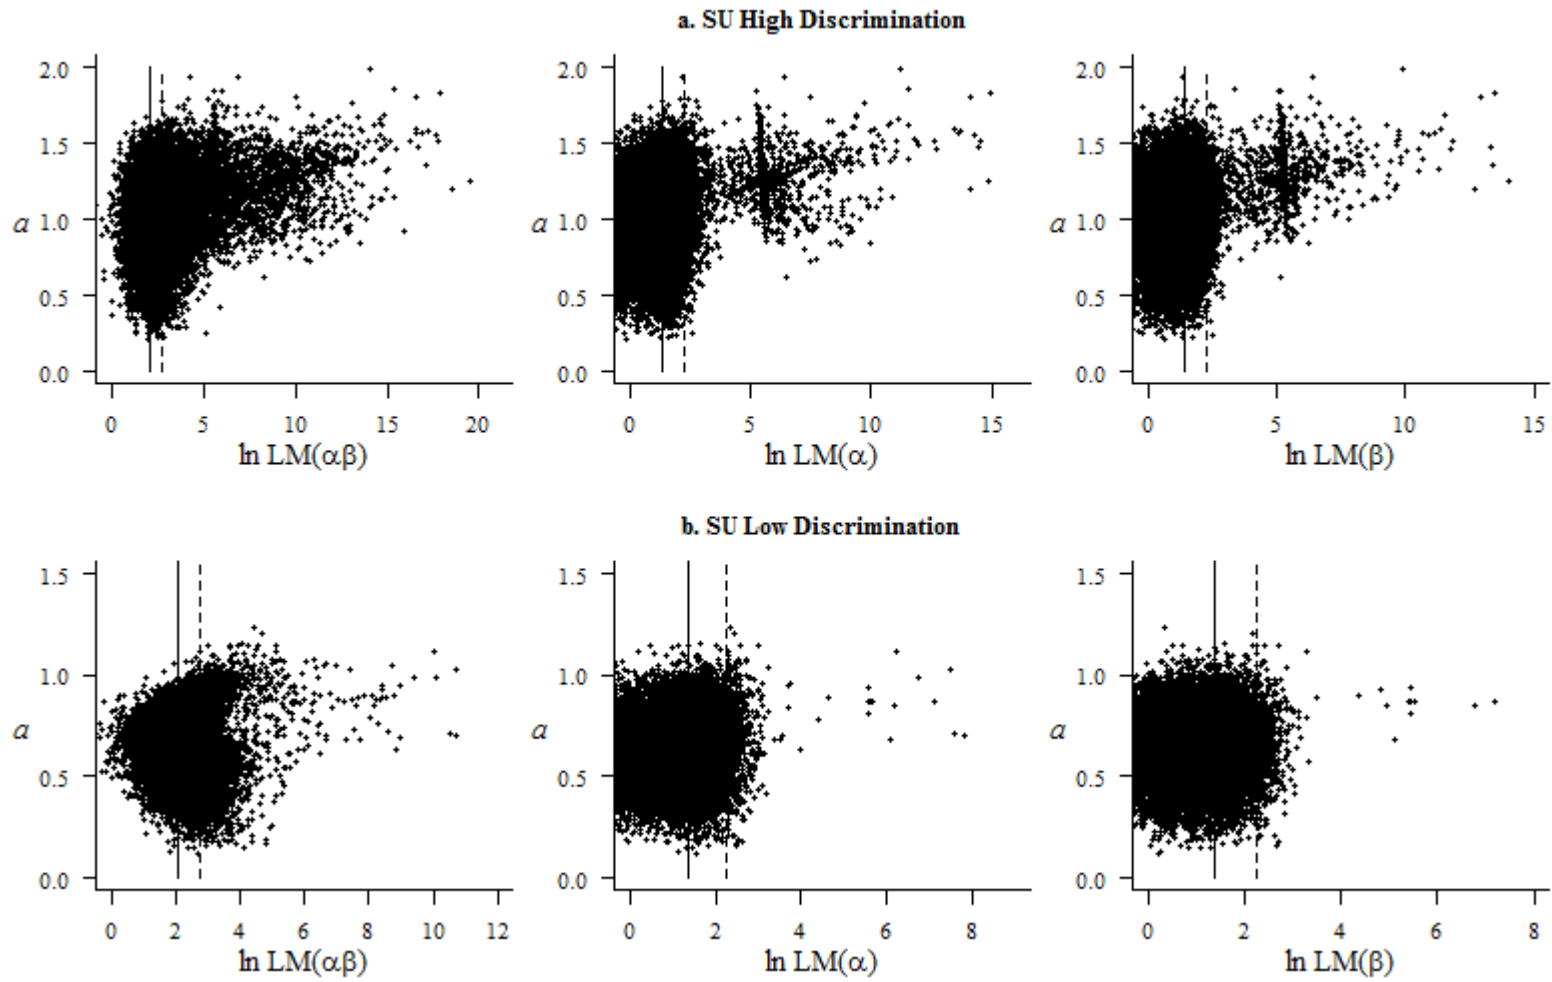 a. SU High Discrimination
2.0 2.0 2.0
1.5 1.5 1.5
a 1.0 a 1.0 a 1.0
0.5 0.5 0.5
0.0 0.0 0.0
0 5 10 15 20 0 5 10 15 0 5 10 15
ln LM(αβ) ln LM(α) ln LM(β)
b. SU Low Discrimination
1.5 1.5 1.5
1.0 1.0 1.0
a a a
0.5 0.5 0.5
0.0 0.0 0.0
0 2 4 6 8 10 12 0 2 4 6 8 0 2 4 6 8
ln LM(αβ) ln LM(α) ln LM(β)